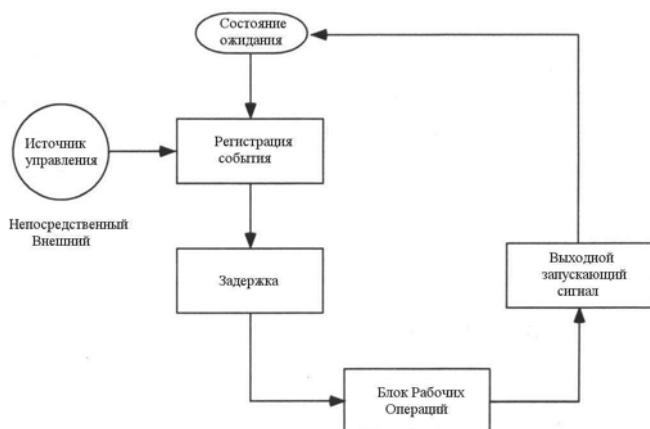 Состояние
ожидания
Источник
управления
Регистрация
события
Непосредственный
Внешний
Задержка
Выходной
запускающий
сигнал
Блок Рабочих
Операций